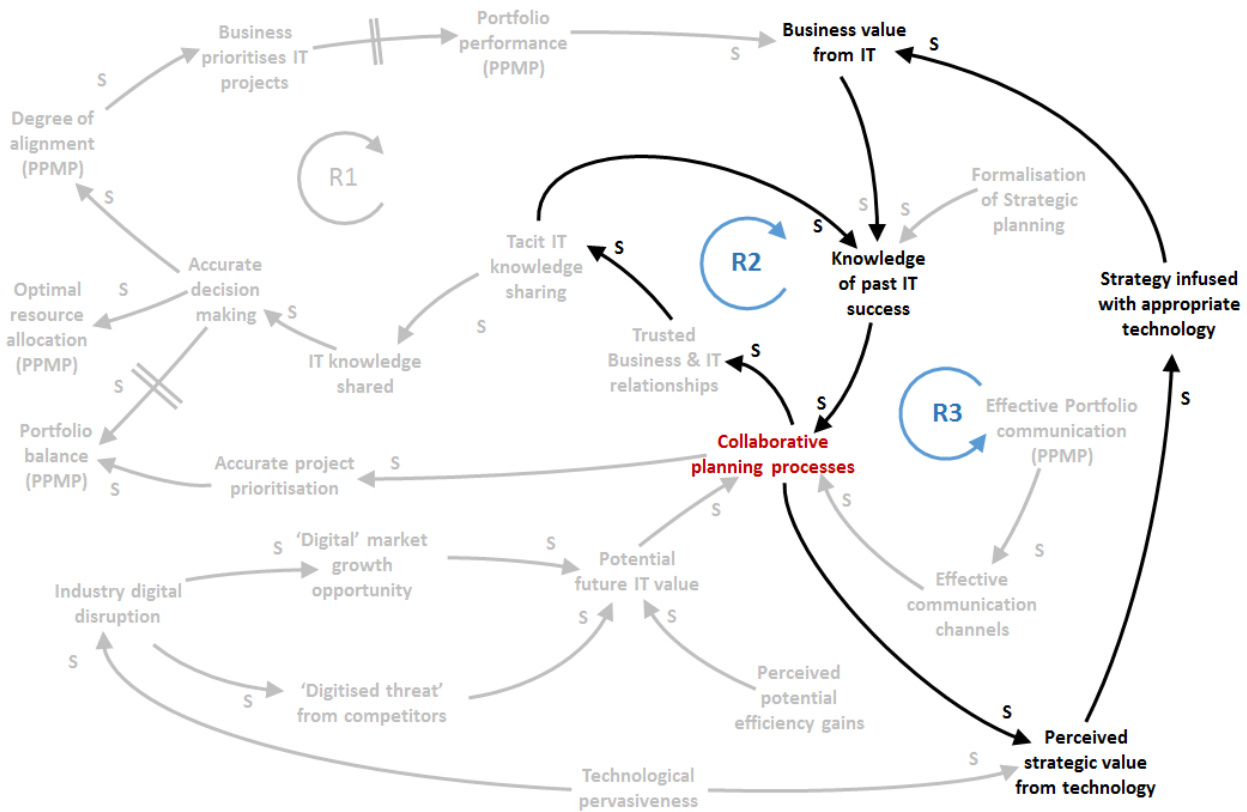 Business
prioritises IT
projects
Portfolio
performance
(PPMP)
S
Business value
from IT
S
S
Degree of
alignment
(PPMP)
R1
S
Formalisation
of Strategic
planning
S
S
S
Tacit IT
knowledge
sharing
S
R2
Knowledge
of past IT
success
Accurate
decision
making
Strategy infused
with appropriate
technology
Optimal
resource
allocation
(PPMP)
S
S
IT knowledge
shared
S
Trusted
Business & IT
relationships
S
S
S
S
R3
Effective Portfolio
communication
(PPMP)
Portfolio
balance
(PPMP)
S
Accurate project
prioritisation
S
Collaborative
planning processes
S
S
S
‘Digital’ market
growth
opportunity
S
S
Potential
future IT value
Effective
communication
channels
S
Industry digital
disruption
S
S
S
‘Digitised threat’
from competitors
S
Perceived
potential
efficiency gains
S
Perceived
strategic value
from technology
Technological
pervasiveness
S